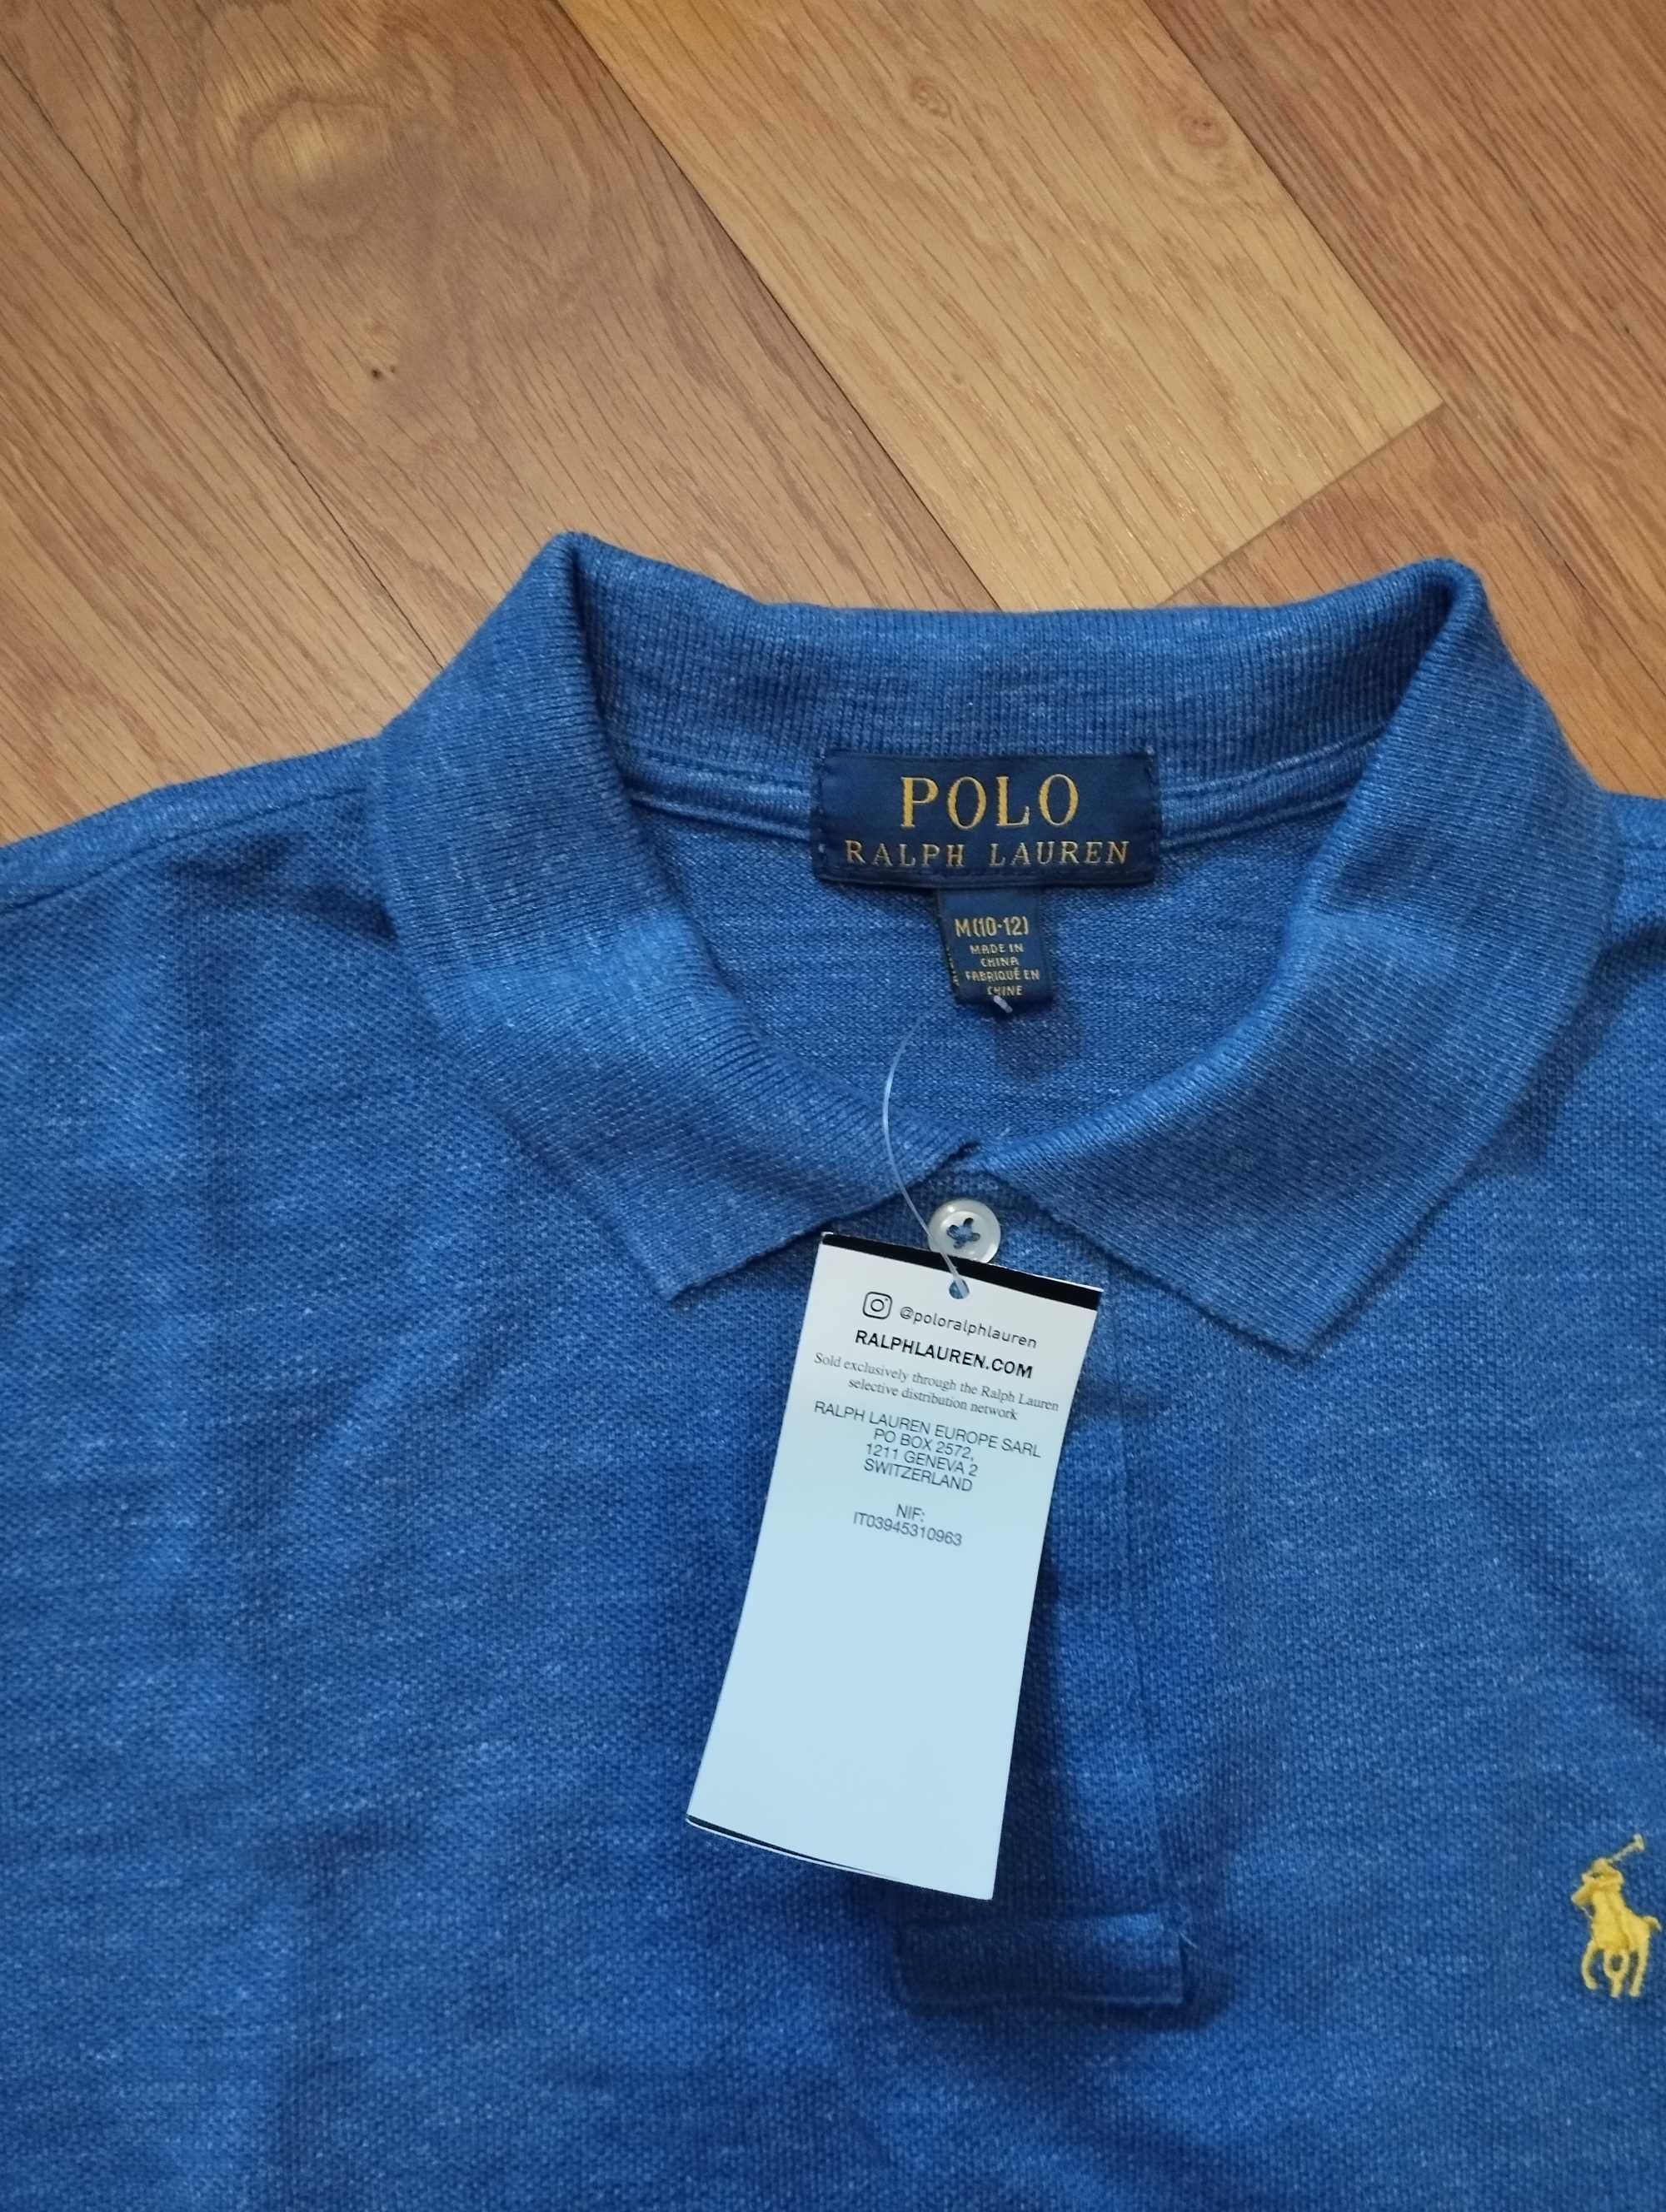 POLO
RALPH LAUREN
M(10-12)
MADE IN
CHINA
FABRIQUÉ EN
CHINE
@poloralphlauren
RALPHLAUREN.COM
Sold exclusively through the Ralph Lauren
selective distribution network
RALPH LAUREN EUROPE SARL
PO BOX 2572,
1211 GENEVA 2
SWITZERLAND
NIF:
IT03945310963